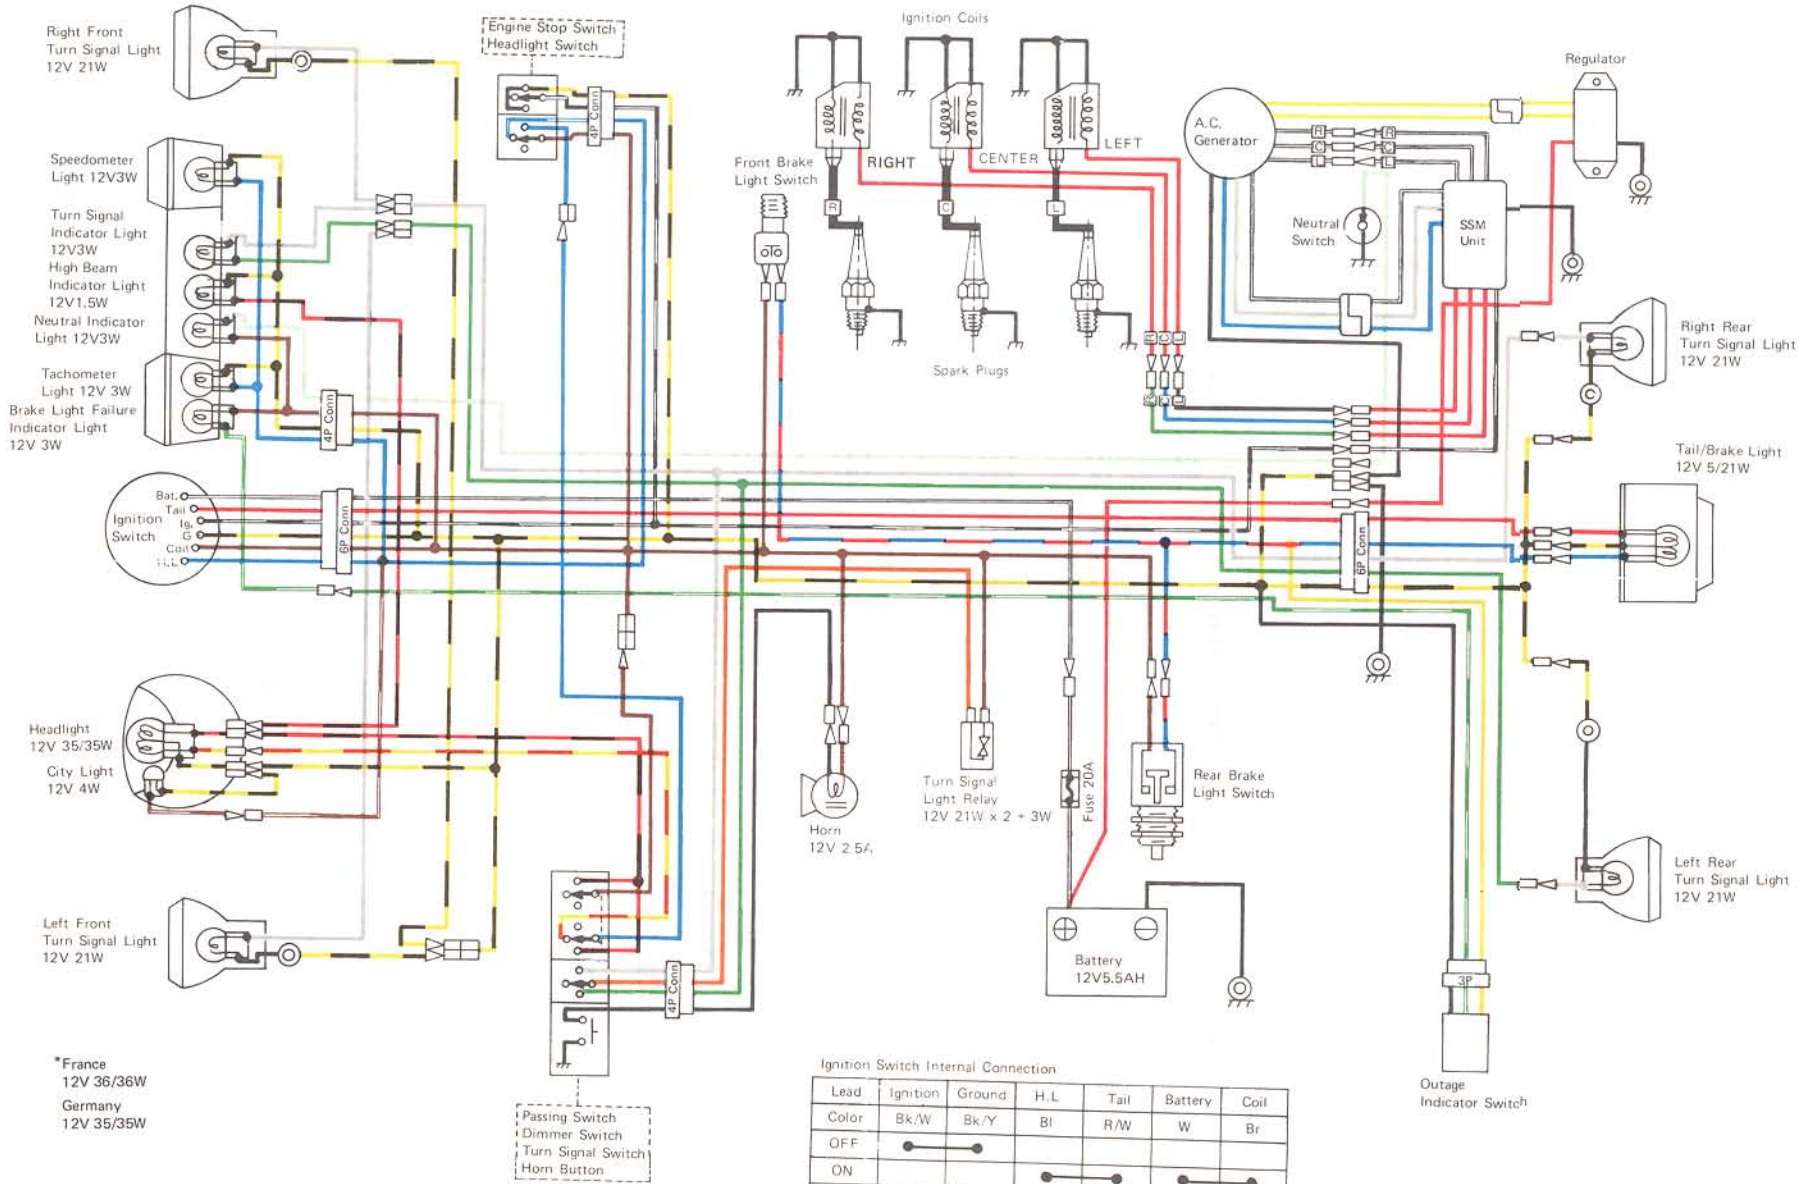 Right Front
Turn Signal Light
12V 21W
Engine Stop Switch
Headlight Switch
4P Conn
Ignition Coils
RIGHT
CENTER
LEFT
Front Brake
Light Switch
R
C
L
Spark Plugs
A.C.
Generator
R
R
C
C
L
L
Regulator
Neutral
Switch
SSM
Unit
Speedometer
Light 12V3W
Turn Signal
Indicator Light
12V3W
High Beam
Indicator Light
12V1.5W
Neutral Indicator
Light 12V3W
Tachometer
Light 12V 3W
Brake Light Failure
Indicator Light
12V 3W
4P Conn
R
C
L
R
C
L
Right Rear
Turn Signal Light
12V 21W
Tail/Brake Light
12V 5/21W
Ignition
Switch
Bat.
Tail
Ig.
G
Coil
H.L
6P Conn
6P Conn
Headlight
12V 35/35W
City Light
12V 4W
Horn
12V 2.5A
Turn Signal
Light Relay
12V 21W x 2 + 3W
Fuse 20A
Rear Brake
Light Switch
Left Front
Turn Signal Light
12V 21W
4P Conn
Battery
12V5.5AH
Left Rear
Turn Signal Light
12V 21W
3P
Outage
Indicator Switch
*France
12V 36/36W
Germany
12V 35/35W
Passing Switch
Dimmer Switch
Turn Signal Switch
Horn Button
Ignition Switch Internal Connection
Lead Ignition Ground H.L Tail Battery Coil
Color Bk/W Bk/Y Bl R/W W Br
OFF
ON